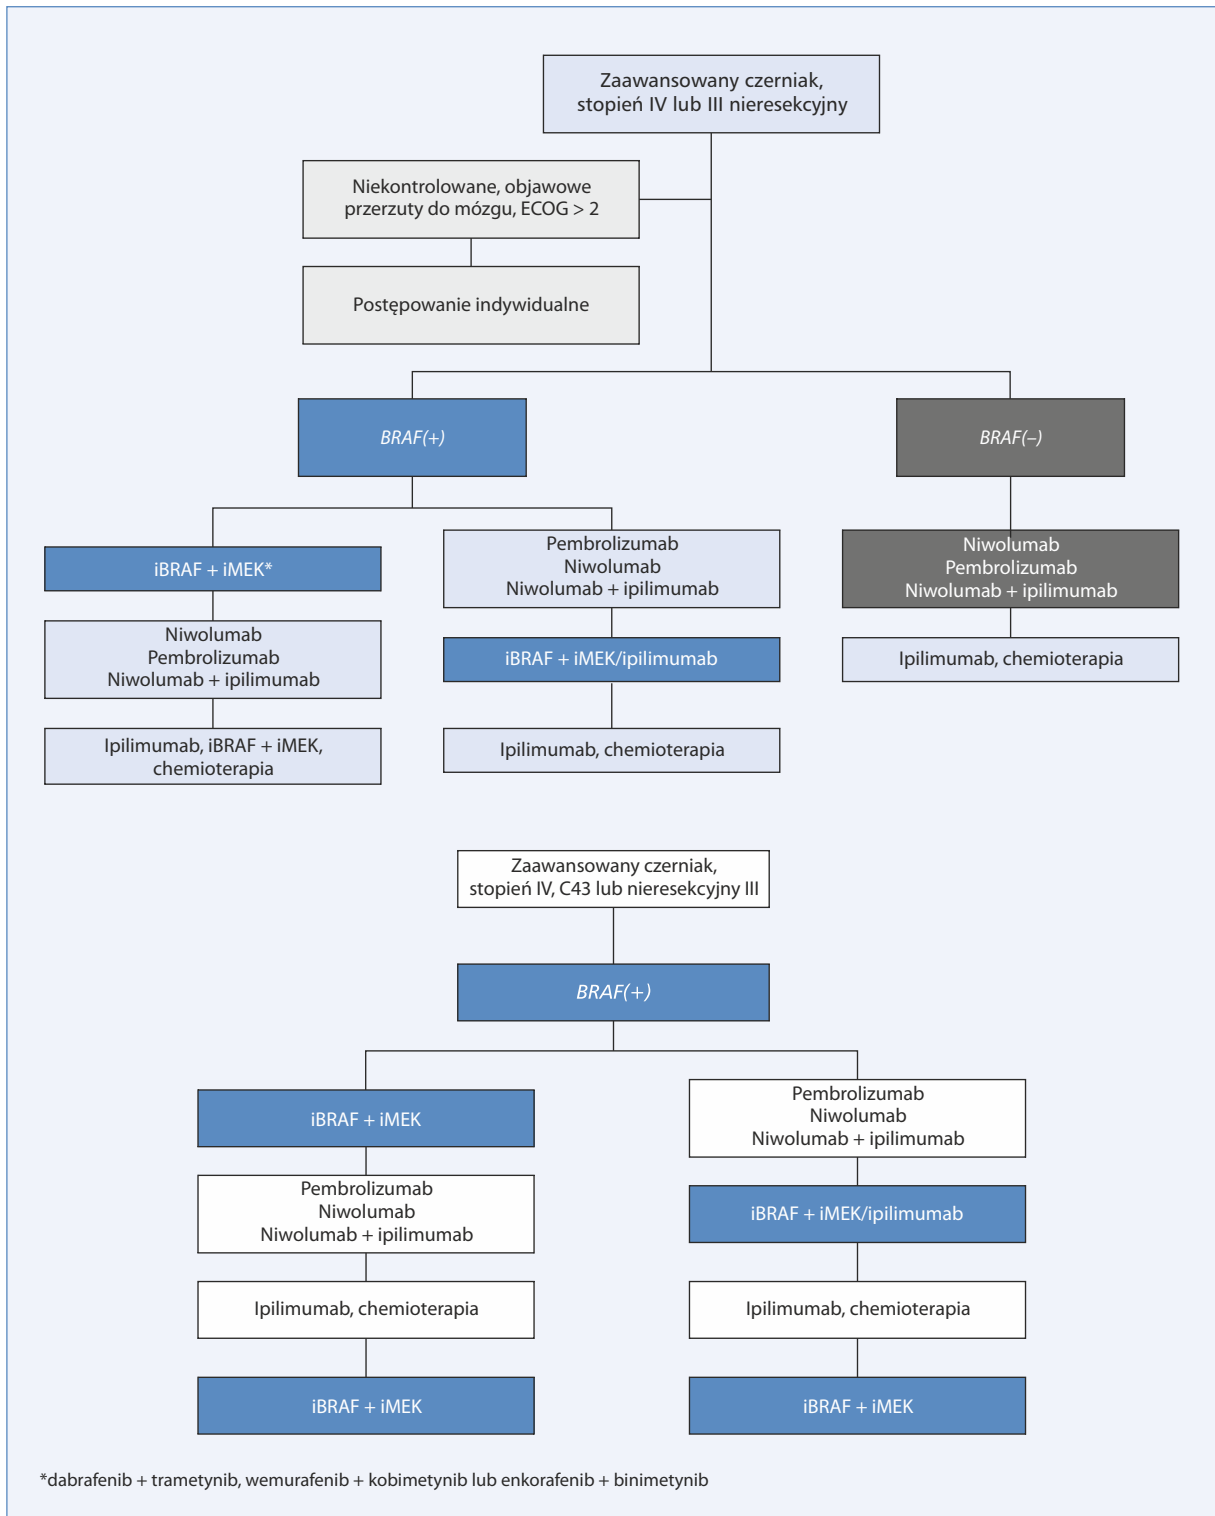 Zaawansowany czerniak,
stopień IV lub III nieresekcyjny
Niekontrolowane, objawowe
przerzuty do mózgu, ECOG > 2
Postępowanie indywidualne
BRAF(+)
BRAF(–)
iBRAF + iMEK*
Niwolumab
Pembrolizumab
Niwolumab + ipilimumab
Ipilimumab, iBRAF + iMEK,
chemioterapia
Pembrolizumab
Niwolumab
Niwolumab + ipilimumab
iBRAF + iMEK/ipilimumab
Ipilimumab, chemioterapia
Niwolumab
Pembrolizumab
Niwolumab + ipilimumab
Ipilimumab, chemioterapia
Zaawansowany czerniak,
stopień IV, C43 lub nieresekcyjny III
BRAF(+)
iBRAF + iMEK
Pembrolizumab
Niwolumab
Niwolumab + ipilimumab
Ipilimumab, chemioterapia
iBRAF + iMEK
Pembrolizumab
Niwolumab
Niwolumab + ipilimumab
iBRAF + iMEK/ipilimumab
Ipilimumab, chemioterapia
iBRAF + iMEK
*dabrafenib + trametynib, wemurafenib + kobimetynib lub enkorafenib + binimetynib